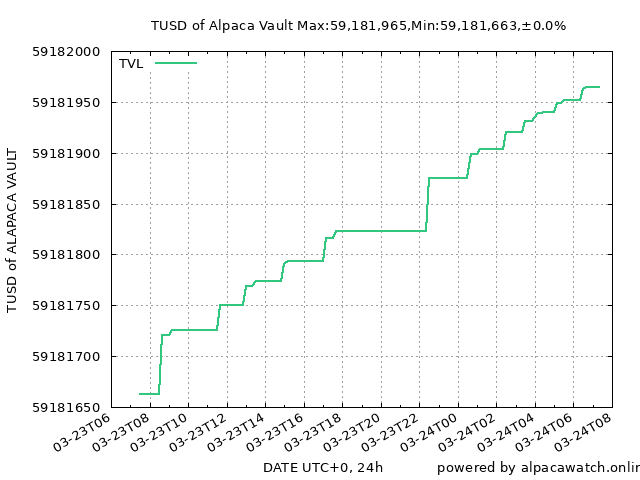 TUSD of Alpaca Vault Max:59,181,965,Min:59,181,663,±0.0%
TVL
59182000
59181950
59181900
59181850
59181800
59181750
59181700
59181650
TUSD of ALAPACA VAULT
03-23T06
03-23T08
03-23T10
03-23T12
03-23T14
03-23T16
03-23T18
03-23T20
03-23T22
03-24T00
03-24T02
03-24T04
03-24T06
03-24T08
DATE UTC+0, 24h
powered by alpacawatch.onlin